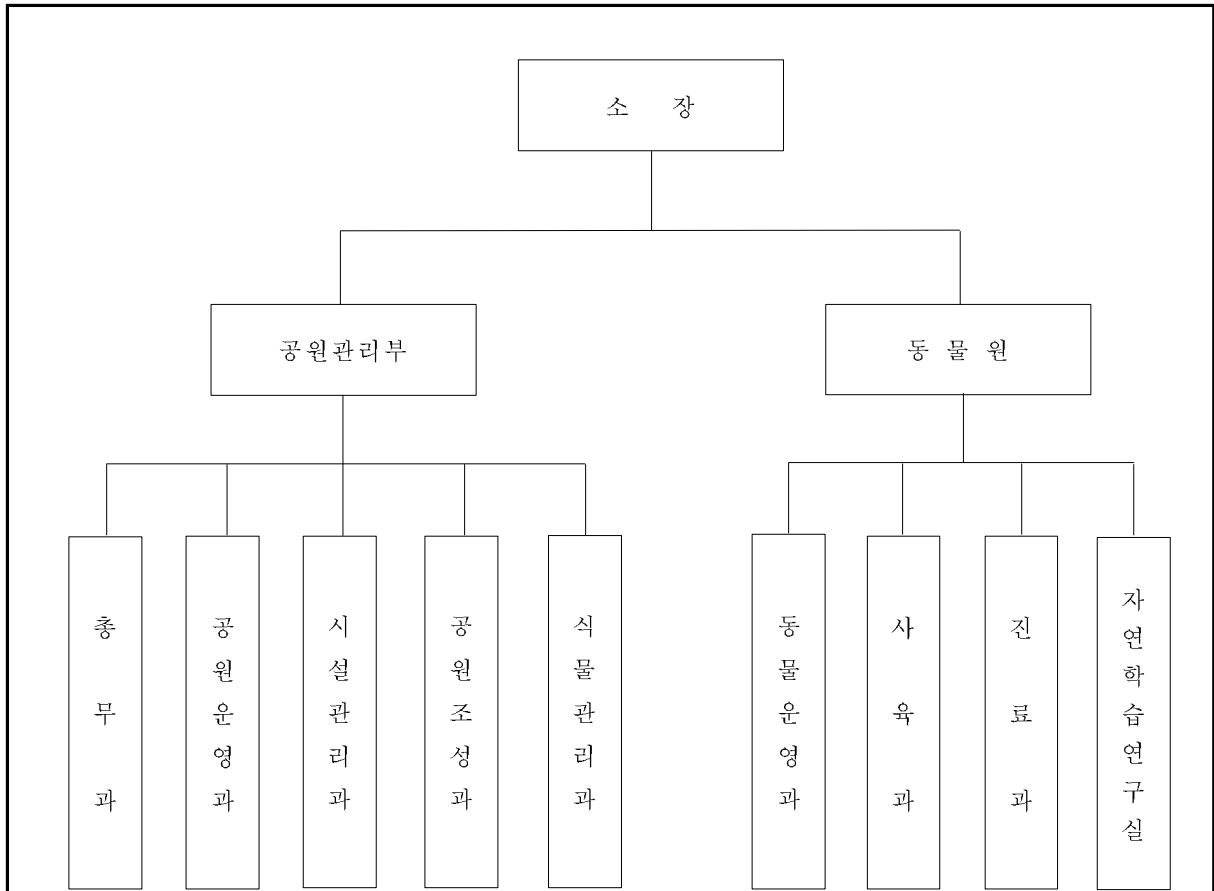 소 장
공원관리부
동 물 원
총무과
공원운영과
시설관리과
공원조성과
식물관리과
동물운영과
사육과
진료과
자연학습연구실